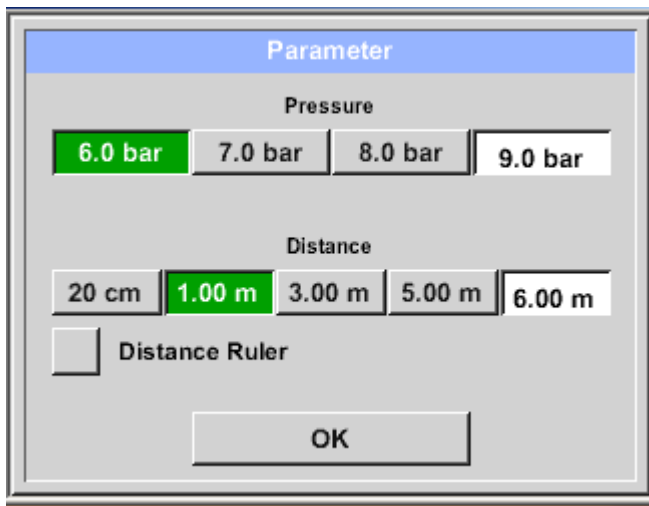 Parameter
Pressure
6.0 bar 7.0 bar 8.0 bar 9.0 bar
Distance
20 cm 1.00 m 3.00 m 5.00 m 6.00 m
Distance Ruler
OK